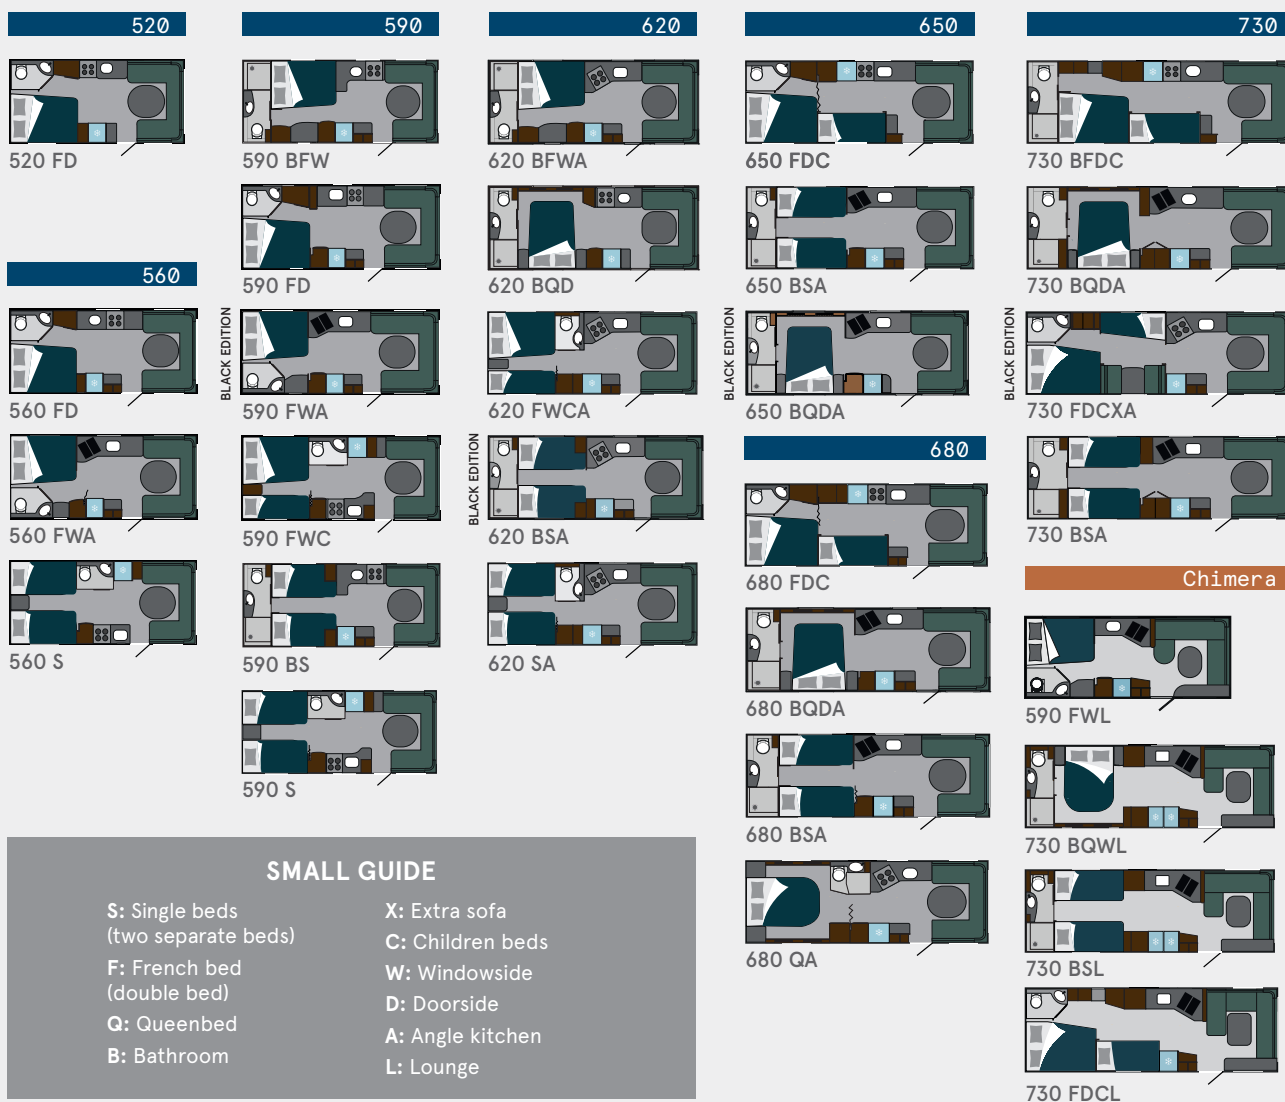 520
520 FD
560
560 FD
560 FWA
560 S
590
590 BFW
590 FD
BLACK EDITION
590 FWA
590 FWC
590 BS
590 S
620
620 BFWA
620 BQD
620 FWCA
BLACK EDITION
620 BSA
620 SA
650
650 FDC
650 BSA
BLACK EDITION
650 BQDA
680
680 FDC
680 BQDA
680 BSA
680 QA
730
730 BFDC
730 BQDA
BLACK EDITION
730 FDCXA
730 BSA
Chimera
590 FWL
730 BQWL
730 BSL
730 FDCL
SMALL GUIDE
S: Single beds
(two separate beds)
F: French bed
(double bed)
Q: Queenbed
B: Bathroom
X: Extra sofa
C: Children beds
W: Windowside
D: Doorside
A: Angle kitchen
L: Lounge